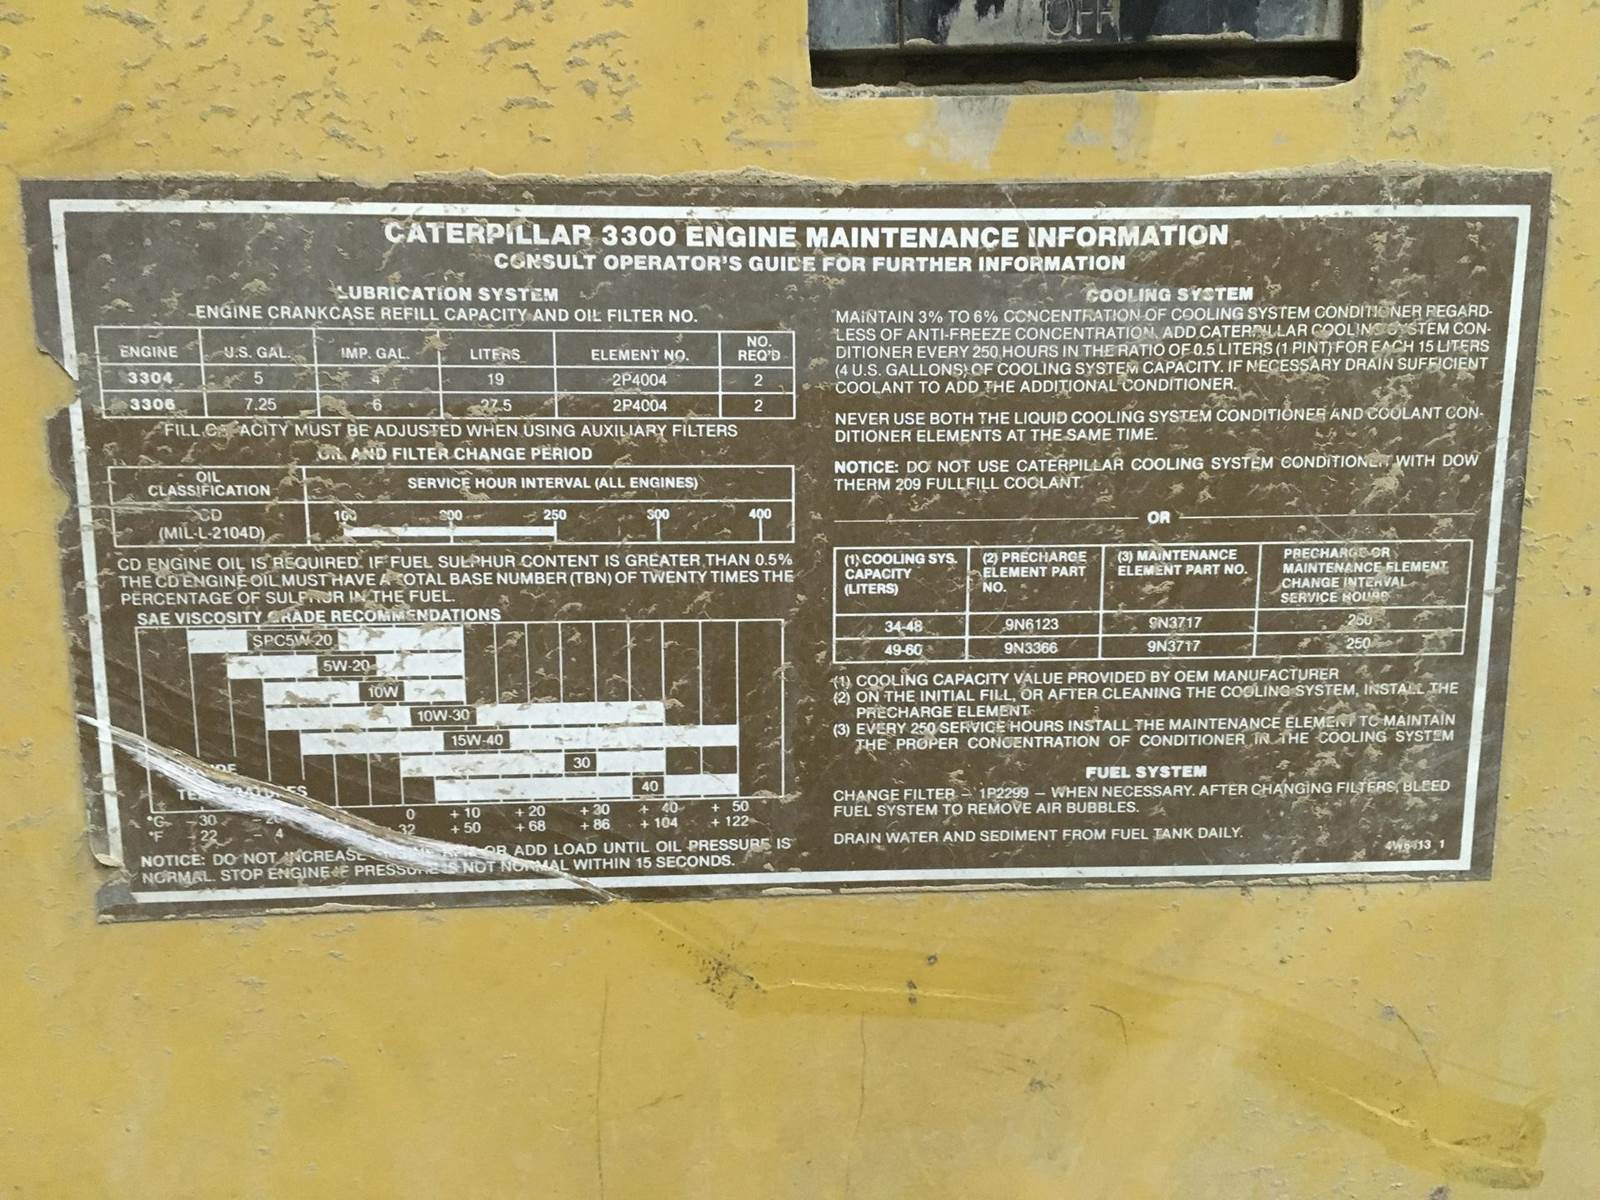 OFF
CATERPILLAR 3300 ENGINE MAINTENANCE INFORMATION
CONSULT OPERATOR'S GUIDE FOR FURTHER INFORMATION
LUBRICATION SYSTEM
ENGINE CRANKCASE REFILL CAPACITY AND OIL FILTER NO.
ENGINE U.S. GAL. IMP. GAL. LITERS ELEMENT NO. NO. REQ'D
3304 5 4 19 2P4004 2
3306 7.25 6 27.5 2P4004 2
FILL CAPACITY MUST BE ADJUSTED WHEN USING AUXILIARY FILTERS
OIL AND FILTER CHANGE PERIOD
OIL CLASSIFICATION SERVICE HOUR INTERVAL (ALL ENGINES)
CD (MIL-L-2104D) 100 200 250 300 400
CD ENGINE OIL IS REQUIRED IF FUEL SULPHUR CONTENT IS GREATER THAN 0.5%
THE CD ENGINE OIL MUST HAVE A TOTAL BASE NUMBER (TBN) OF TWENTY TIMES THE
PERCENTAGE OF SULPHUR IN THE FUEL.
SAE VISCOSITY GRADE RECOMMENDATIONS
SPC5W-20
5W-20
10W
10W-30
15W-40
30
40
TEMPERATURES
°C -30 -20 0 +10 +20 +30 +40 +50
°F -22 -4 32 +50 +68 +86 +104 +122
NOTICE: DO NOT INCREASE ENGINE RPM OR ADD LOAD UNTIL OIL PRESSURE IS
NORMAL. STOP ENGINE IF PRESSURE IS NOT NORMAL WITHIN 15 SECONDS.
COOLING SYSTEM
MAINTAIN 3% TO 6% CONCENTRATION OF COOLING SYSTEM CONDITIONER REGARD-
LESS OF ANTI-FREEZE CONCENTRATION. ADD CATERPILLAR COOLING SYSTEM CON-
DITIONER EVERY 250 HOURS IN THE RATIO OF 0.5 LITERS (1 PINT) FOR EACH 15 LITERS
(4 U.S. GALLONS) OF COOLING SYSTEM CAPACITY. IF NECESSARY DRAIN SUFFICIENT
COOLANT TO ADD THE ADDITIONAL CONDITIONER.
NEVER USE BOTH THE LIQUID COOLING SYSTEM CONDITIONER AND COOLANT CON-
DITIONER ELEMENTS AT THE SAME TIME.
NOTICE: DO NOT USE CATERPILLAR COOLING SYSTEM CONDITIONER WITH DOW
THERM 209 FULLFILL COOLANT.
OR
(1) COOLING SYS. CAPACITY (LITERS) (2) PRECHARGE ELEMENT PART NO. (3) MAINTENANCE ELEMENT PART NO. PRECHARGE OR MAINTENANCE ELEMENT CHANGE INTERVAL SERVICE HOURS
34-48 9N6123 9N3717 250
49-60 9N3366 9N3717 250
(1) COOLING CAPACITY VALUE PROVIDED BY OEM MANUFACTURER
(2) ON THE INITIAL FILL, OR AFTER CLEANING THE COOLING SYSTEM, INSTALL THE
PRECHARGE ELEMENT
(3) EVERY 250 SERVICE HOURS INSTALL THE MAINTENANCE ELEMENT TO MAINTAIN
THE PROPER CONCENTRATION OF CONDITIONER IN THE COOLING SYSTEM
FUEL SYSTEM
CHANGE FILTER – 1P2299 – WHEN NECESSARY. AFTER CHANGING FILTERS, BLEED
FUEL SYSTEM TO REMOVE AIR BUBBLES.
DRAIN WATER AND SEDIMENT FROM FUEL TANK DAILY.